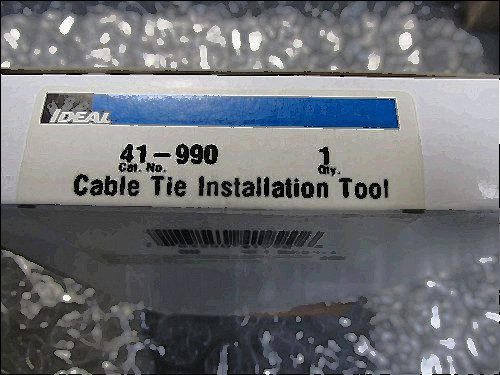 IDEAL
41-990 1
Cat. No. Qty.
Cable Tie Installation Tool